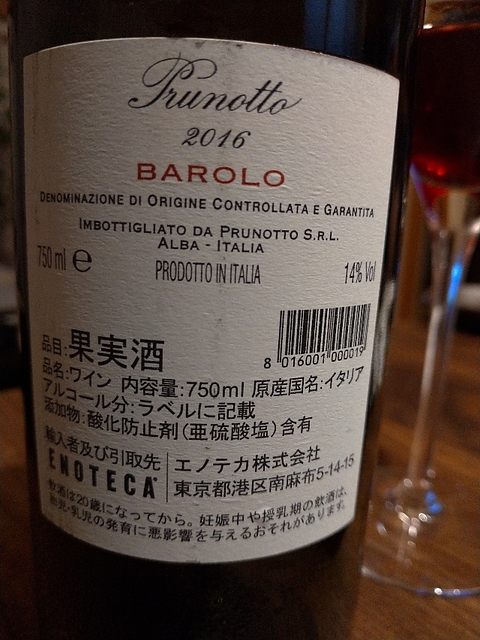 Prunotto
2016
BAROLO
DENOMINAZIONE DI ORIGINE CONTROLLATA E GARANTITA
IMBOTTIGLIATO DA PRUNOTTO S.R.L.
ALBA - ITALIA
750 ml e PRODOTTO IN ITALIA 14% Vol
8 016001 000019
品目:果実酒
品名:ワイン 内容量:750ml 原産国名:イタリア
アルコール分:ラベルに記載
添加物:酸化防止剤(亜硫酸塩)含有
輸入者及び引取先
ENOTECA
エノテカ株式会社
東京都港区南麻布5-14-15
飲酒は20歳になってから。妊娠中や授乳期の飲酒は、
胎児・乳児の発育に悪影響を与えるおそれがあります。